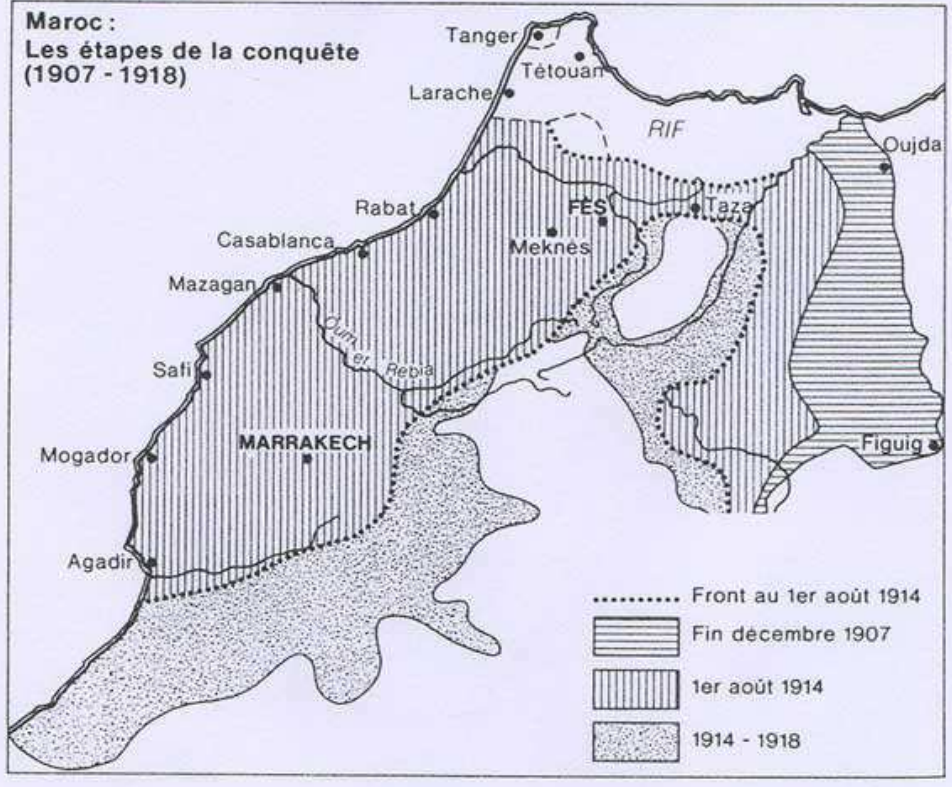 Maroc :
Les étapes de la conquête
(1907 - 1918)
Tanger
Tétouan
Larache
RIF
Oujda
Rabat
FÈS
Taza
Casablanca
Meknès
Mazagan
Oum er Rebia
Safi
MARRAKECH
Mogador
Figuig
Agadir
Front au 1er août 1914
Fin décembre 1907
1er août 1914
1914 - 1918